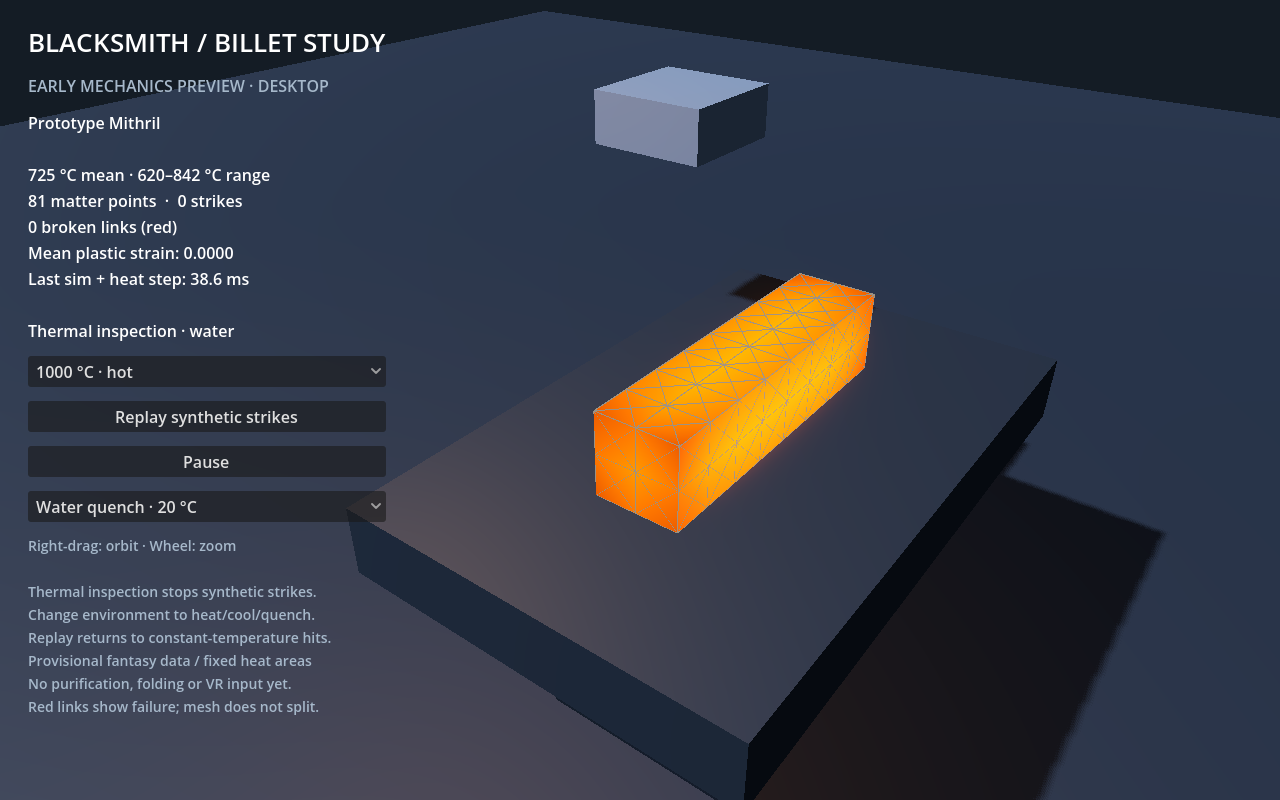 BLACKSMITH / BILLET STUDY
EARLY MECHANICS PREVIEW · DESKTOP
Prototype Mithril
725 °C mean · 620–842 °C range
81 matter points · 0 strikes
0 broken links (red)
Mean plastic strain: 0.0000
Last sim + heat step: 38.6 ms
Thermal inspection · water
1000 °C · hot
Replay synthetic strikes
Pause
Water quench · 20 °C
Right-drag: orbit · Wheel: zoom
Thermal inspection stops synthetic strikes.
Change environment to heat/cool/quench.
Replay returns to constant-temperature hits.
Provisional fantasy data / fixed heat areas
No purification, folding or VR input yet.
Red links show failure; mesh does not split.